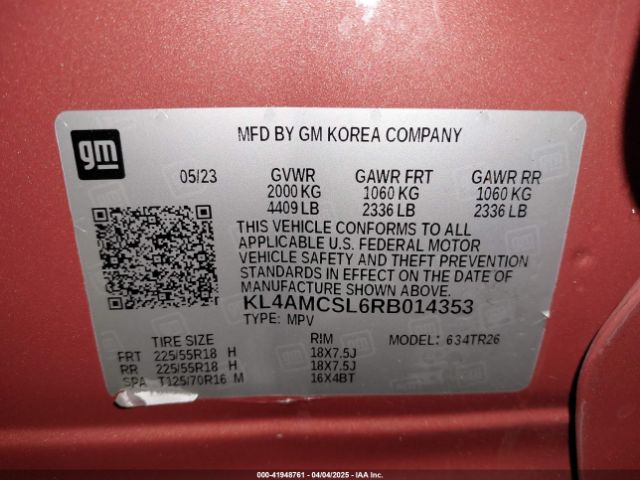 gm
MFD BY GM KOREA COMPANY
05/23 GVWR GAWR FRT GAWR RR
2000 KG 1060 KG 1060 KG
4409 LB 2336 LB 2336 LB
THIS VEHICLE CONFORMS TO ALL
APPLICABLE U.S. FEDERAL MOTOR
VEHICLE SAFETY AND THEFT PREVENTION
STANDARDS IN EFFECT ON THE DATE OF
MANUFACTURE SHOWN ABOVE.
KL4AMCSL6RB014353
TYPE: MPV
TIRE SIZE RIM MODEL: 634TR26
FRT 225/55R18 H 18X7.5J
RR 225/55R18 H 18X7.5J
SPA T125/70R16 M 16X4BT
000-41948761 - 04/04/2025 - IAA Inc.